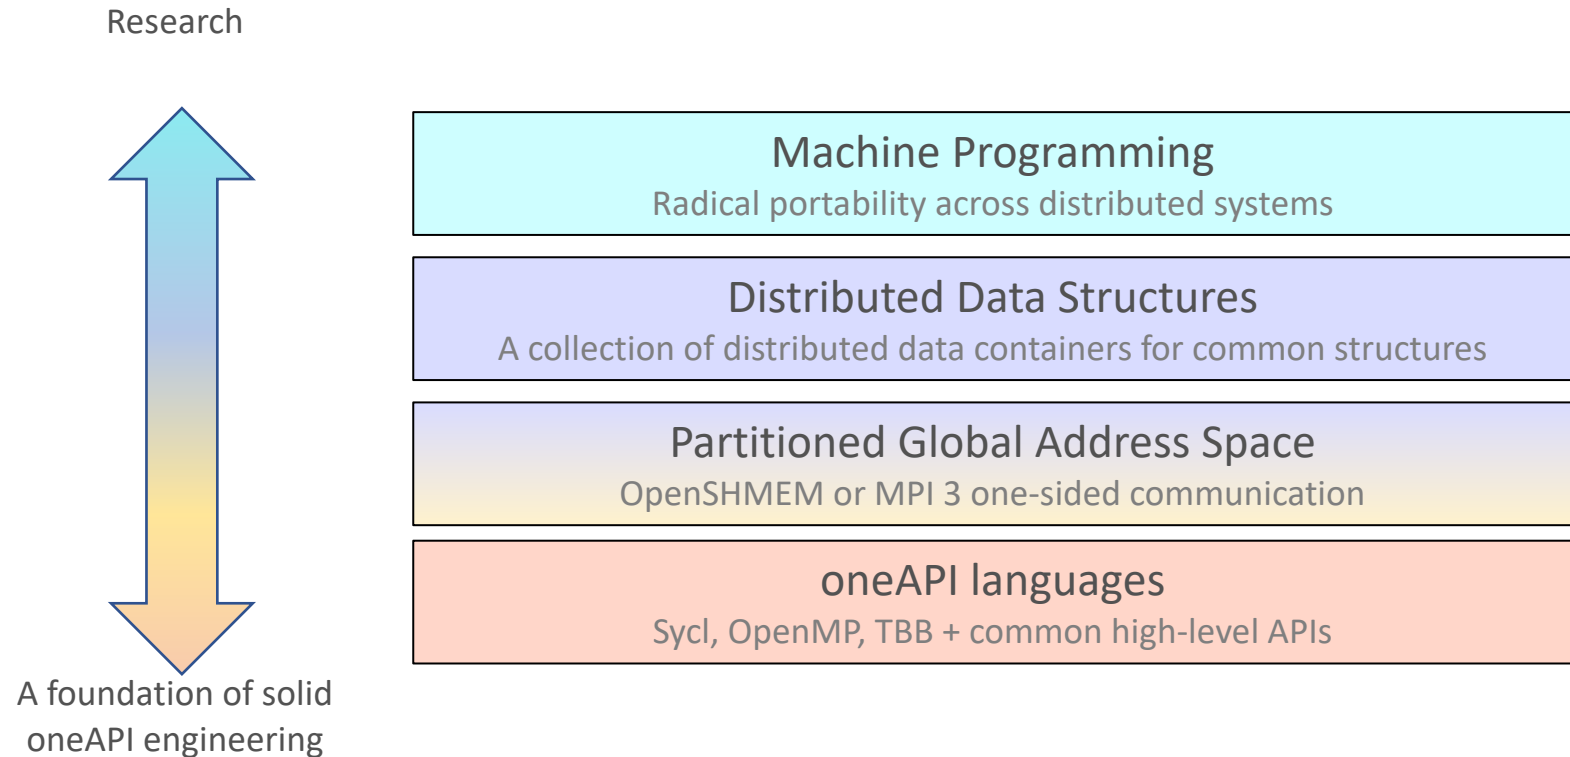 Research
Machine Programming
Radical portability across distributed systems
Distributed Data Structures
A collection of distributed data containers for common structures
Partitioned Global Address Space
OpenSHMEM or MPI 3 one-sided communication
oneAPI languages
Sycl, OpenMP, TBB + common high-level APIs
A foundation of solid
oneAPI engineering